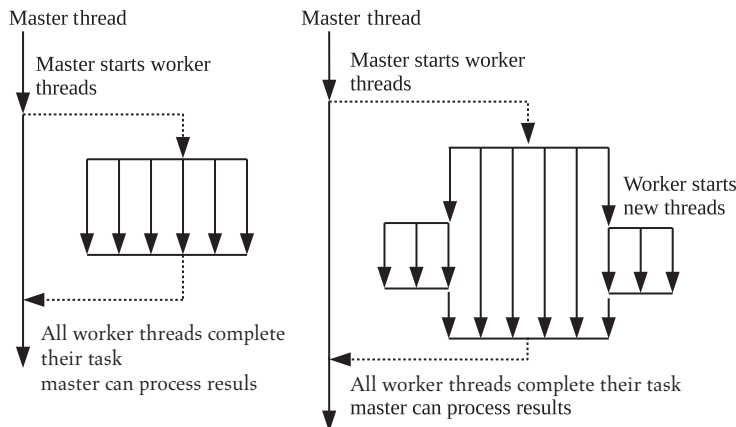 Master thread
Master starts worker
threads
All worker threads complete
their task
master can process resuls
Master thread
Master starts worker
threads
Worker starts
new threads
All worker threads complete their task
master can process results